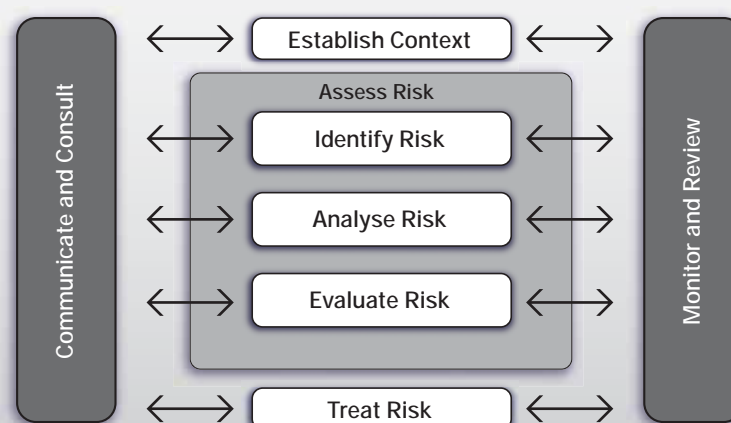 Communicate and Consult
Establish Context
Assess Risk
Identify Risk
Analyse Risk
Evaluate Risk
Treat Risk
Monitor and Review